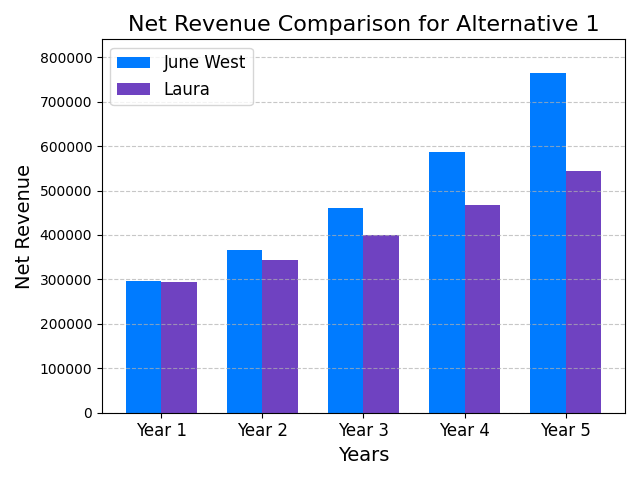 Net Revenue Comparison for Alternative 1
June West
Laura
800000
700000
600000
500000
400000
300000
200000
100000
0
Net Revenue
Year 1 Year 2 Year 3 Year 4 Year 5
Years